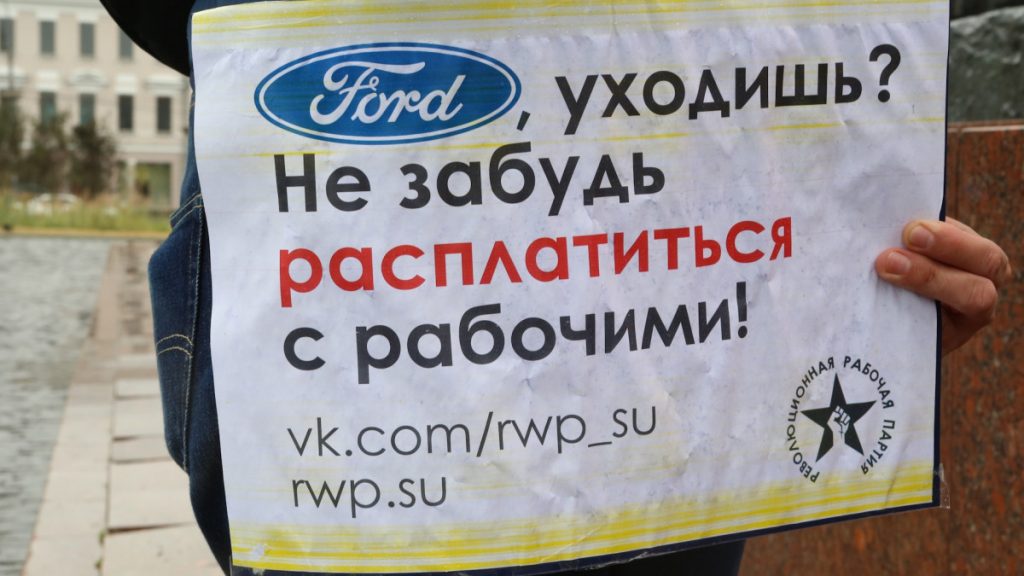 Ford, уходишь?
Не забудь
расплатиться
с рабочими!
vk.com/rwp_su
rwp.su
РЕВОЛЮЦИОННАЯ РАБОЧАЯ ПАРТИЯ